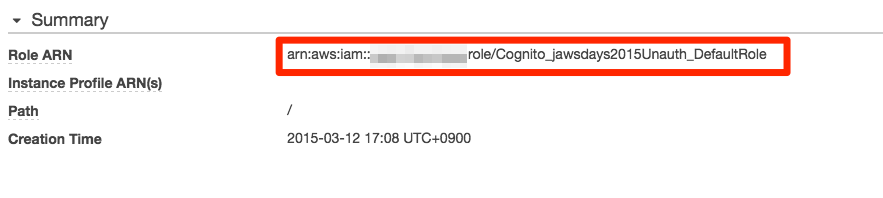 Summary
Role ARN arn:aws:iam:: role/Cognito_jawsdays2015Unauth_DefaultRole
Instance Profile ARN(s)
Path /
Creation Time 2015-03-12 17:08 UTC+0900